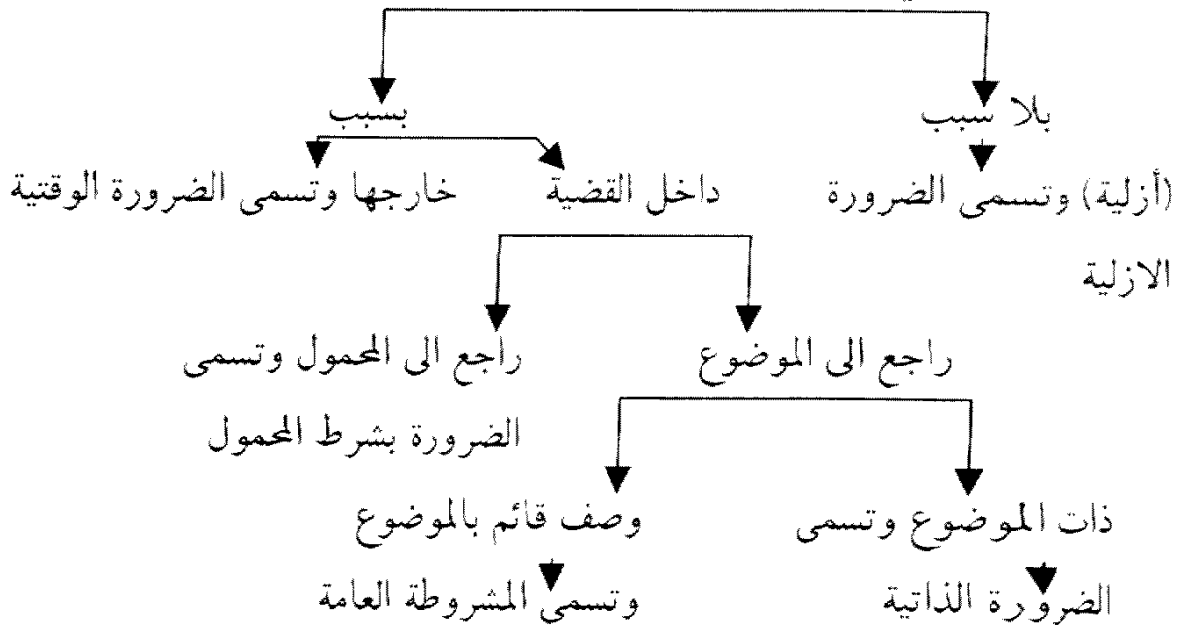 بلا سبب
بسبب
(أزلية) وتسمى الضرورة
الازلية
داخل القضية
خارجها وتسمى الضرورة الوقتية
راجع الى الموضوع
راجع الى المحمول وتسمى
الضرورة بشرط المحمول
ذات الموضوع وتسمى
الضرورة الذاتية
وصف قائم بالموضوع
وتسمى المشروطة العامة